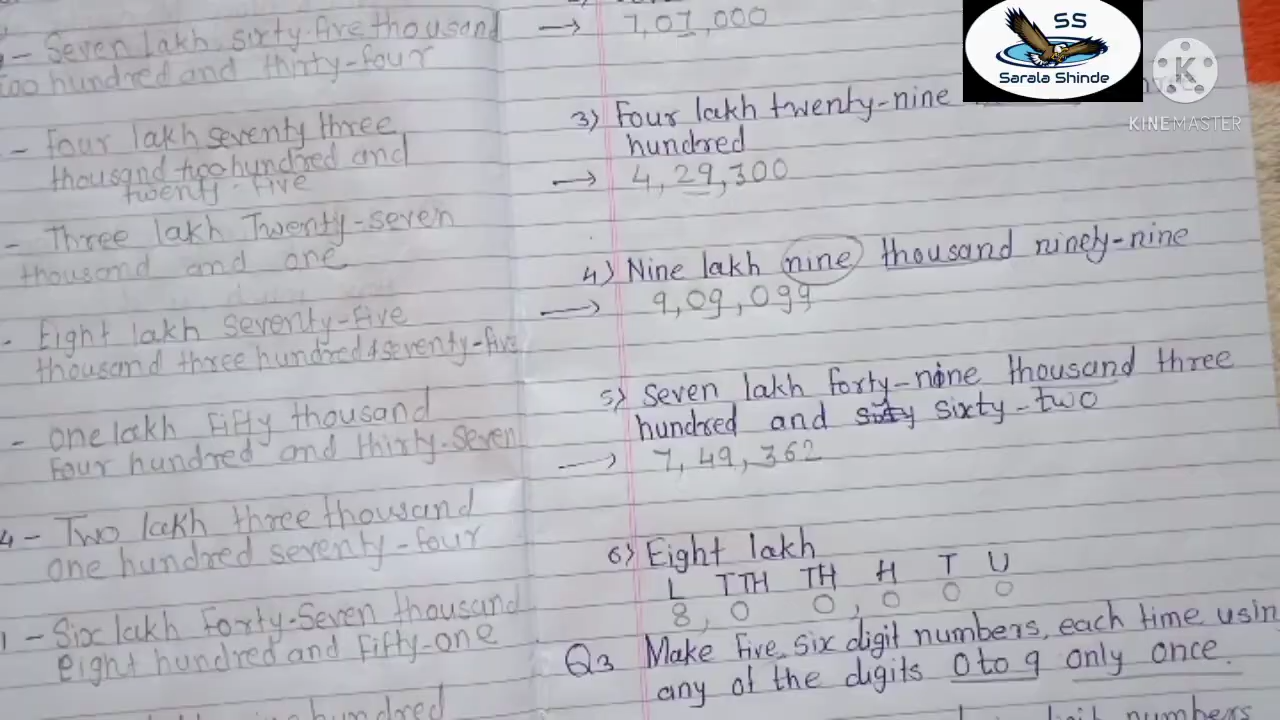 - Seven lakh sixty-five thousand
two hundred and thirty-four
- Four lakh seventy three
thousand two hundred and
twenty-five
- Three lakh Twenty-seven
thousand and one
- Eight lakh seventy-five
thousand three hundred & seventy-five
- one lakh Fifty thousand
Four hundred and thirty-seven
4 - Two lakh three thousand
one hundred seventy-four
1 - Six lakh Forty-Seven thousand
eight hundred and Fifty-one
hundred
→ 7,07,000
3) Four lakh twenty-nine
hundred
→ 4,29,300
4) Nine lakh nine thousand ninety-nine
→ 9,09,099
5) Seven lakh forty-nine thousand three
hundred and sixty sixty-two
→ 7,49,362
6) Eight lakh
L TTH TH H T U
8, 0 0, 0 0 0
Q3 Make five six digit numbers, each time usin
any of the digits 0 to 9 only once.
digit numbers
SS
Sarala Shinde
K
KINEMASTER